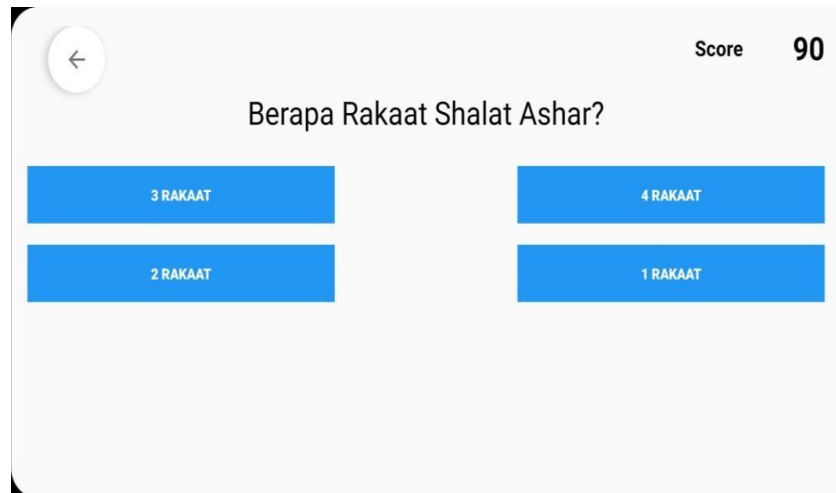 Score 90
Berapa Rakaat Shalat Ashar?
3 RAKAAT
4 RAKAAT
2 RAKAAT
1 RAKAAT